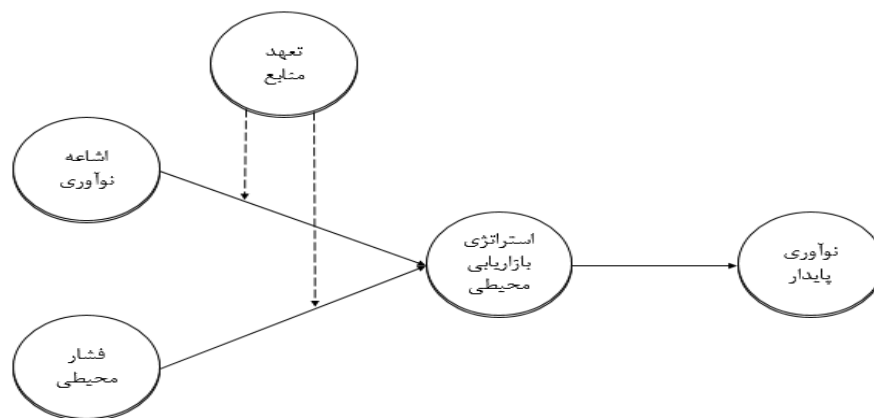 تعهد
منابع
اشاعه
نوآوری
استراتژی
بازاریابی
محیطی
نوآوری
پایدار
فشار
محیطی